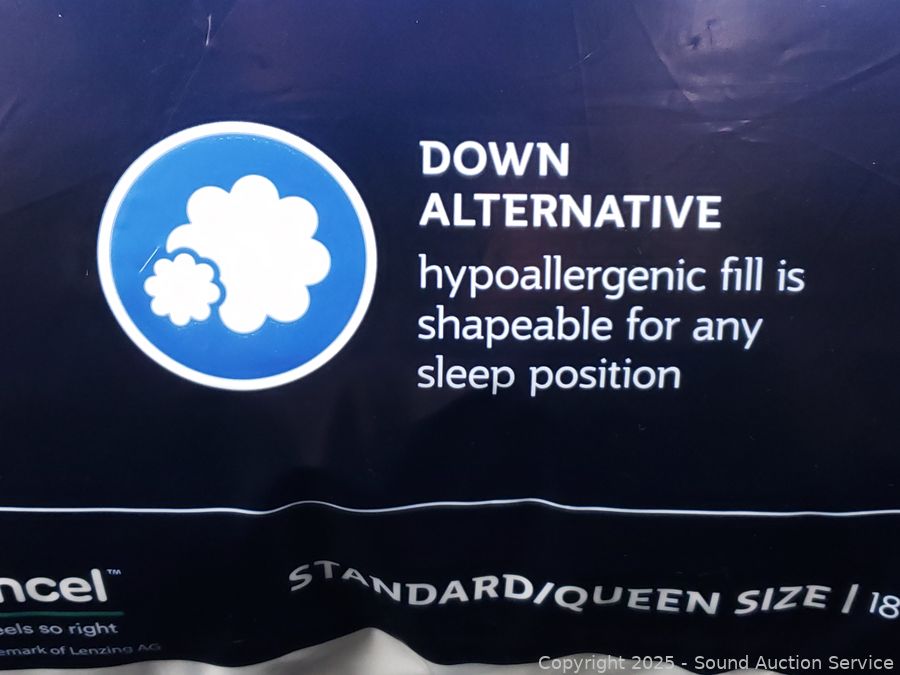 DOWN
ALTERNATIVE
hypoallergenic fill is
shapeable for any
sleep position
ncel™
eels so right
emark of Lenzing AG
STANDARD/QUEEN SIZE | 18
Copyright 2025 - Sound Auction Service